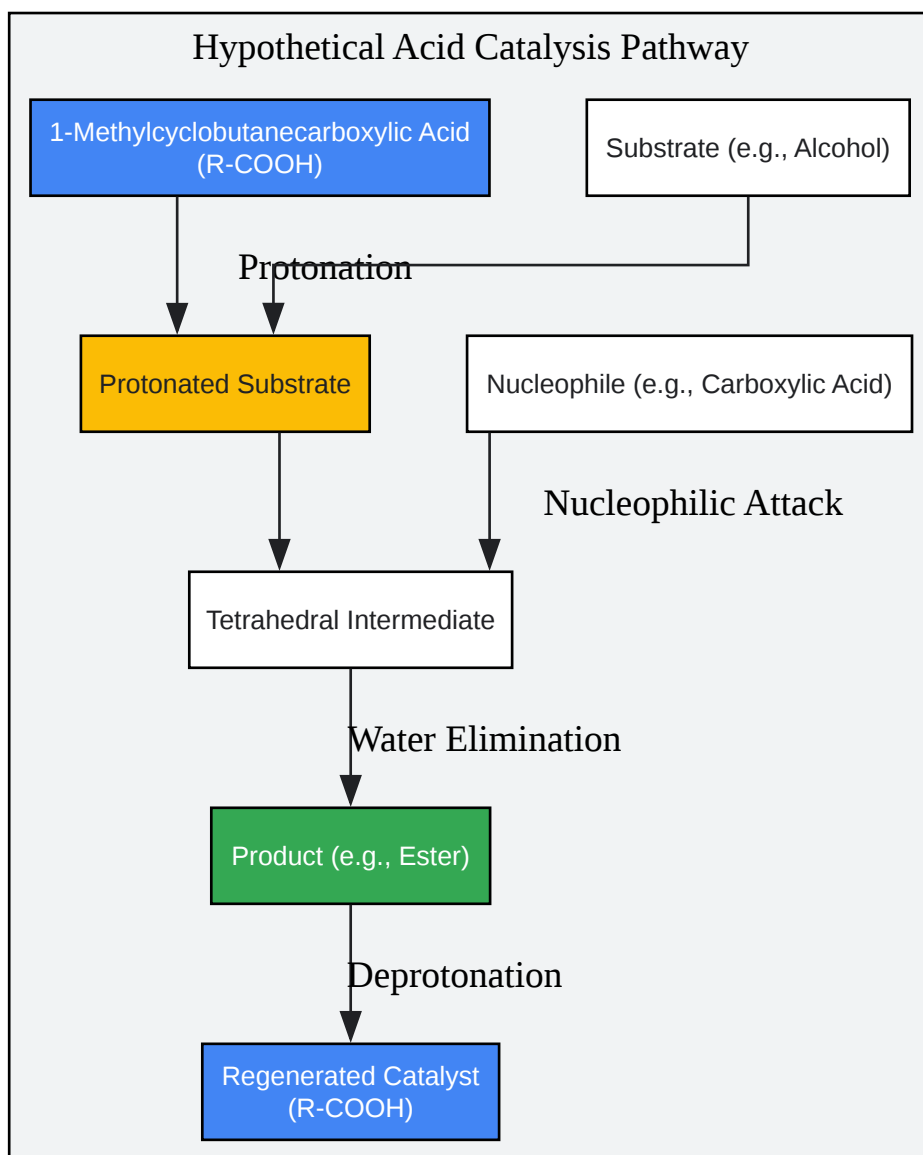 Hypothetical Acid Catalysis Pathway
1-Methylcyclobutanecarboxylic Acid
(R-COOH)
Substrate (e.g., Alcohol)
Protonation
Protonated Substrate
Nucleophile (e.g., Carboxylic Acid)
Nucleophilic Attack
Tetrahedral Intermediate
Water Elimination
Product (e.g., Ester)
Deprotonation
Regenerated Catalyst
(R-COOH)